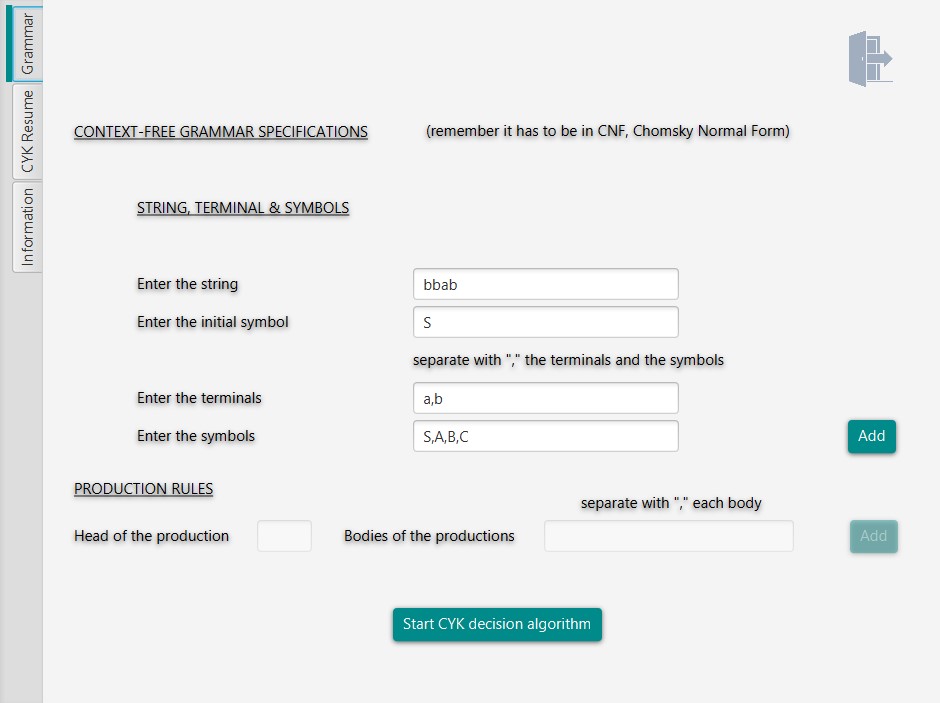 Grammar
CYK Resume
Information
CONTEXT-FREE GRAMMAR SPECIFICATIONS (remember it has to be in CNF, Chomsky Normal Form)
STRING, TERMINAL & SYMBOLS
Enter the string bbab
Enter the initial symbol S
separate with "," the terminals and the symbols
Enter the terminals a,b
Enter the symbols S,A,B,C Add
PRODUCTION RULES
separate with "," each body
Head of the production Bodies of the productions Add
Start CYK decision algorithm